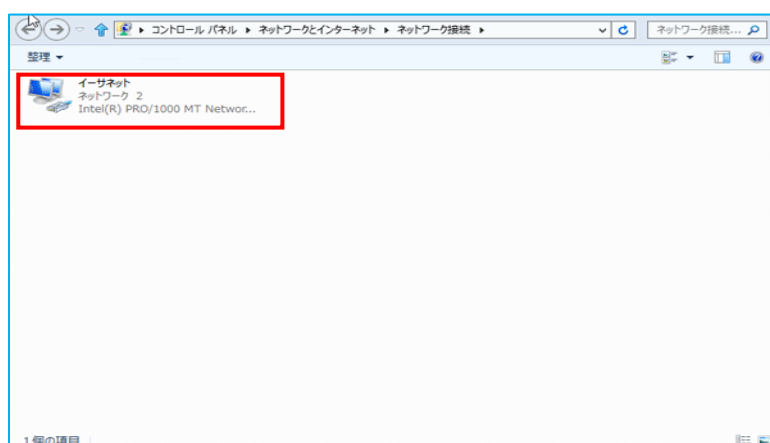 コントロール パネル ▸ ネットワークとインターネット ▸ ネットワーク接続 ▸
ネットワーク接続...
整理
イーサネット
ネットワーク 2
Intel(R) PRO/1000 MT Networ...
1 個の項目